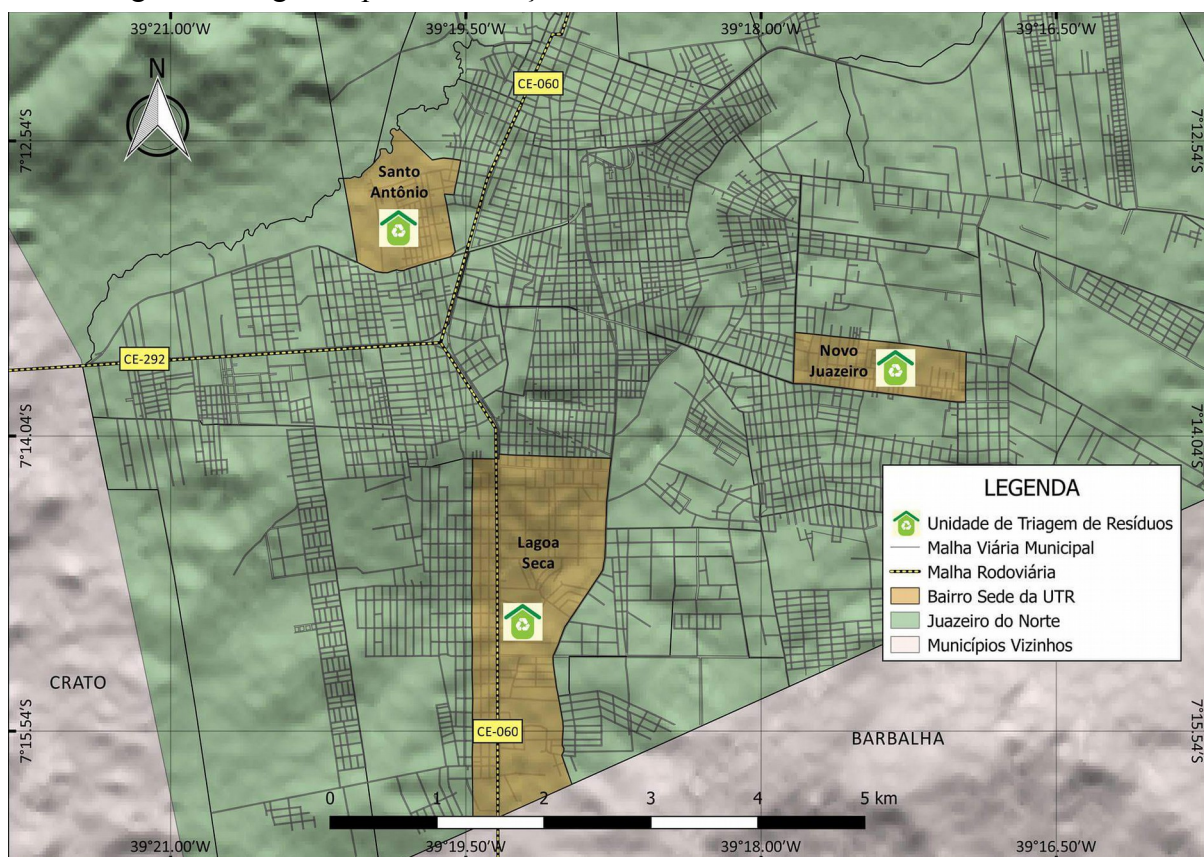 39°21.00′W 39°19.50′W 39°18.00′W 39°16.50′W
N
CE-060
7°12.54′S 7°12.54′S
Santo
Antônio
CE-292
Novo
Juazeiro
7°14.04′S 7°14.04′S
LEGENDA
Unidade de Triagem de Resíduos
Malha Viária Municipal
Malha Rodoviária
Bairro Sede da UTR
Juazeiro do Norte
Municípios Vizinhos
Lagoa
Seca
CRATO
CE-060
7°15.54′S 7°15.54′S
BARBALHA
0 1 2 3 4 5 km
39°21.00′W 39°19.50′W 39°18.00′W 39°16.50′W